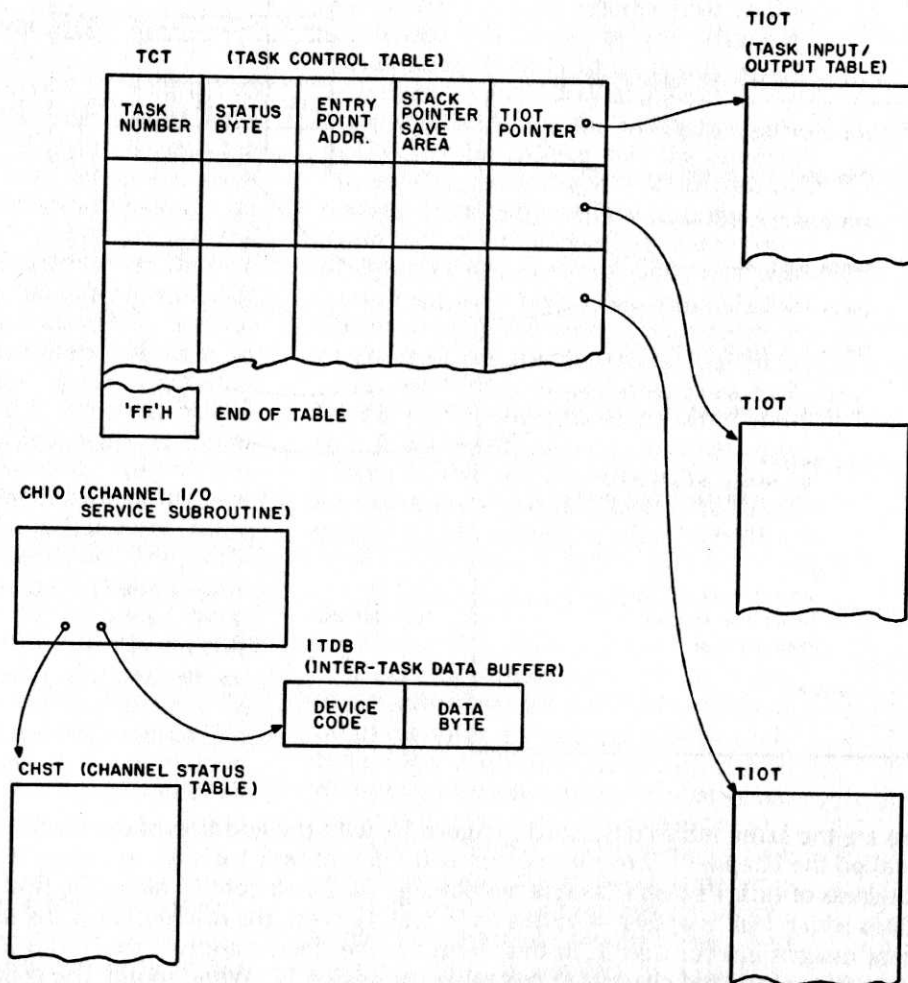 TIOT
(TASK INPUT/
OUTPUT TABLE)
TCT (TASK CONTROL TABLE)
TASK
NUMBER
STATUS
BYTE
ENTRY
POINT
ADDR.
STACK
POINTER
SAVE
AREA
TIOT
POINTER
'FF'H
END OF TABLE
TIOT
CHIO (CHANNEL I/O
SERVICE SUBROUTINE)
ITDB
(INTER-TASK DATA BUFFER)
DEVICE
CODE
DATA
BYTE
CHST (CHANNEL STATUS
TABLE)
TIOT